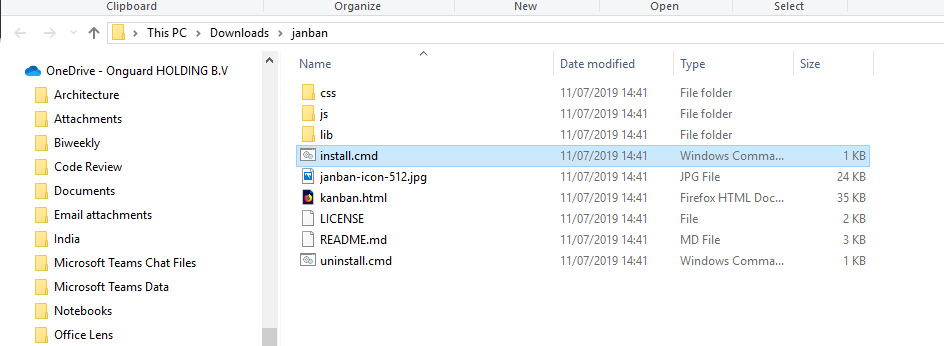 Clipboard Organize New Open Select
This PC > Downloads > janban
OneDrive - Onguard HOLDING B.V
Architecture
Attachments
Biweekly
Code Review
Documents
Email attachments
India
Microsoft Teams Chat Files
Microsoft Teams Data
Notebooks
Office Lens
Name Date modified Type Size
css 11/07/2019 14:41 File folder
js 11/07/2019 14:41 File folder
lib 11/07/2019 14:41 File folder
install.cmd 11/07/2019 14:41 Windows Comma... 1 KB
janban-icon-512.jpg 11/07/2019 14:41 JPG File 24 KB
kanban.html 11/07/2019 14:41 Firefox HTML Doc... 35 KB
LICENSE 11/07/2019 14:41 File 2 KB
README.md 11/07/2019 14:41 MD File 3 KB
uninstall.cmd 11/07/2019 14:41 Windows Comma... 1 KB